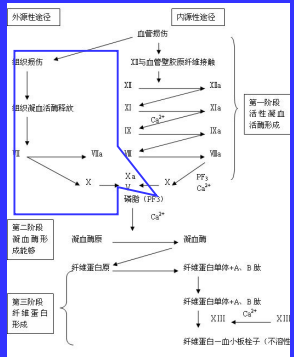 外源性途径
内源性途径
血管损伤
组织损伤
XII与血管壁胶原纤维接触
XII XIIa
组织凝血活酶释放
XI XIa
Ca²⁺
IX IXa
VII VIIa VIII VIIIa
第一阶段
活性凝血
活酶形成
X Xa X
V
PF3
Ca²⁺
磷脂（PF3）
Ca²⁺
第二阶段
凝血酶形
成能够
凝血酶原 凝血酶
纤维蛋白原 纤维蛋白单体+A、B 肽
第三阶段
纤维蛋白
形成
纤维蛋白单体+A、B 肽
Ca²⁺
XIII XIII
纤维蛋白一血小板栓子（不溶性